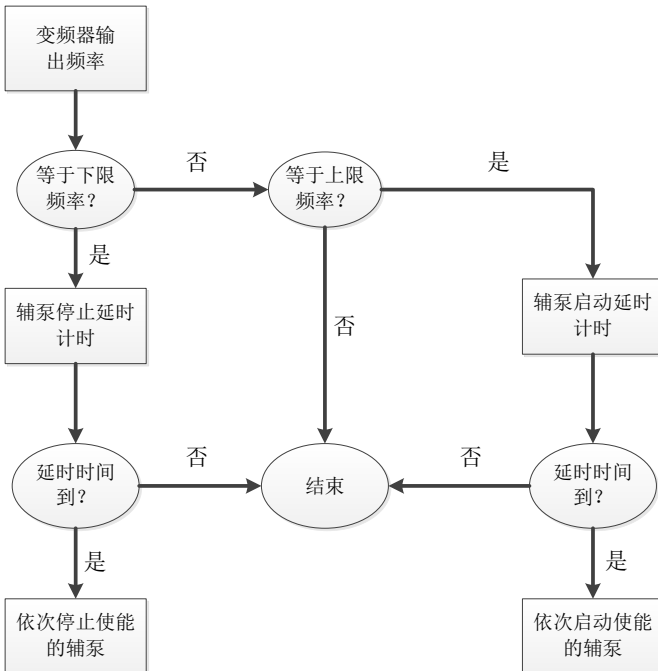 变频器输
出频率
否
是
等于下限
频率？
等于上限
频率？
是
辅泵停止延时
计时
否
辅泵启动延时
计时
否
否
延时时间
到？
结束
延时时间
到？
是
是
依次停止使能
的辅泵
依次启动使能
的辅泵